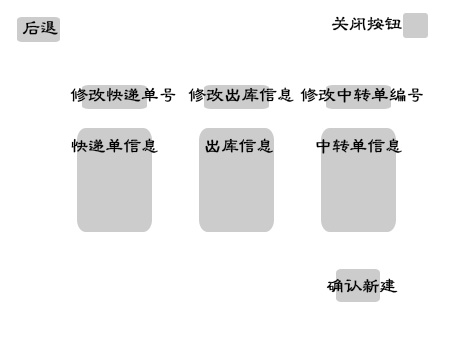 后退
关闭按钮
修改快递单号
修改出库信息
修改中转单编号
快递单信息
出库信息
中转单信息
确认新建